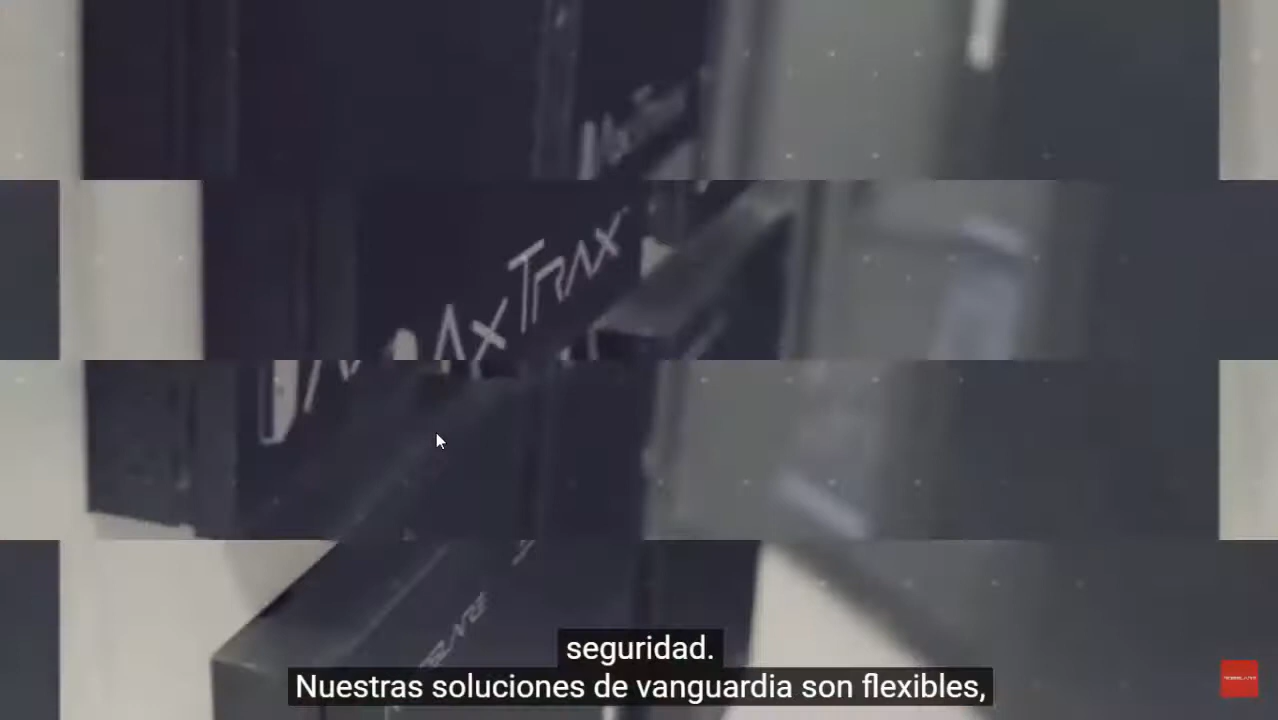 MAXTRAX
seguridad.
Nuestras soluciones de vanguardia son flexibles,